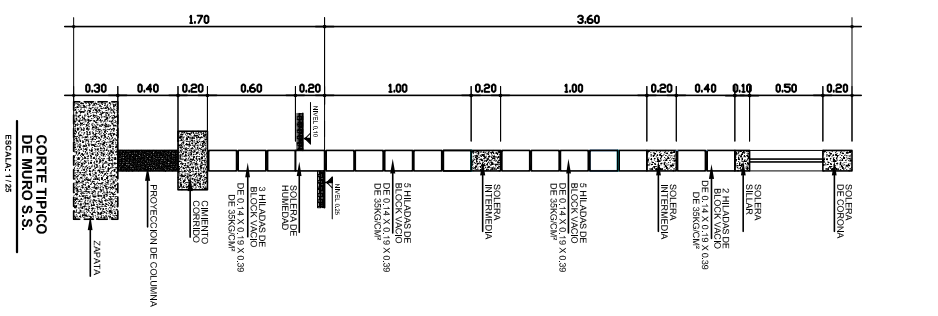 1.70
3.60
0.30
0.40
0.20
0.60
0.20
1.00
0.20
1.00
0.20
0.40
0.10
0.50
0.20
NIVEL 0.10
NIVEL 0.25
SOLERA
DE CORONA
SOLERA
SILLAR
2 HILADAS DE
BLOCK VACIO
DE 0.14 X 0.19 X 0.39
DE 35KG/CM²
SOLERA
INTERMEDIA
5 HILADAS DE
BLOCK VACIO
DE 0.14 X 0.19 X 0.39
DE 35KG/CM²
SOLERA
INTERMEDIA
5 HILADAS DE
BLOCK VACIO
DE 0.14 X 0.19 X 0.39
DE 35KG/CM²
SOLERA DE
HUMEDAD
3 HILADAS DE
BLOCK VACIO
DE 0.14 X 0.19 X 0.39
DE 35KG/CM²
CIMIENTO
CORRIDO
PROYECCION DE COLUMNA
ZAPATA
CORTE TIPICO
DE MURO S.S.
ESCALA: 1 / 25